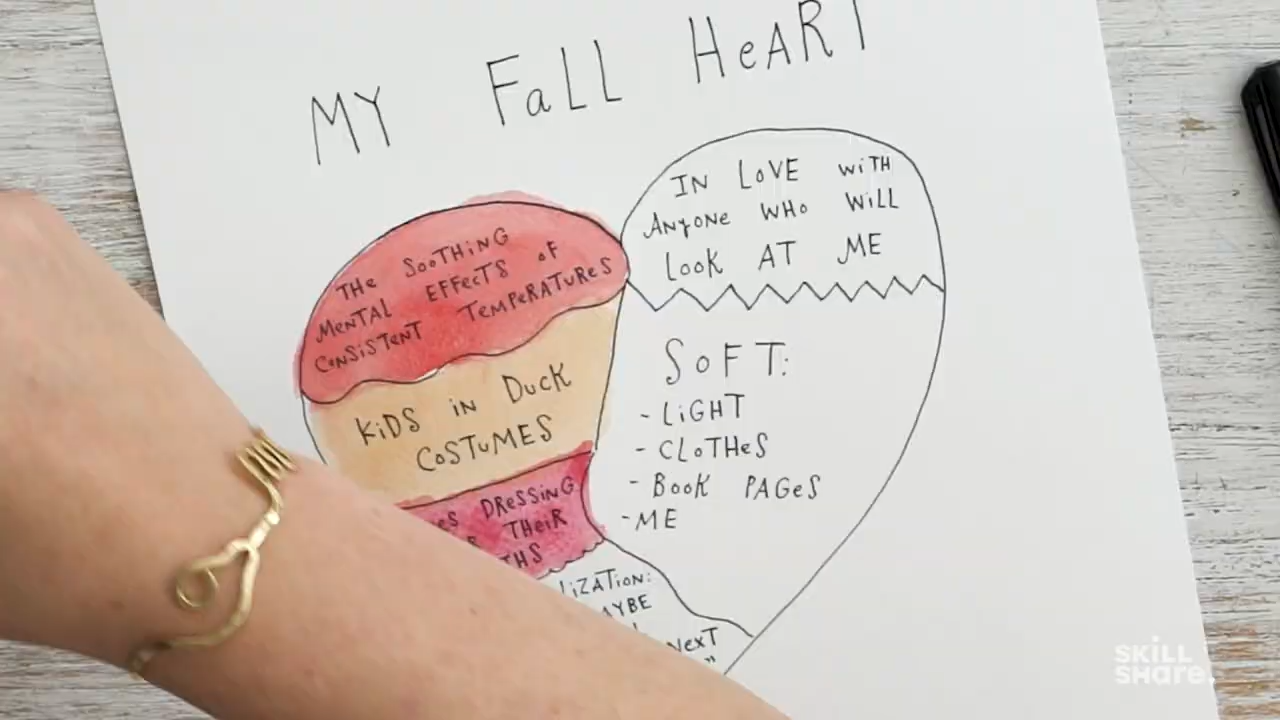 MY FaLL HeART
THe SooTHiNG
MeNTAL EFFecTS oF
CoNSiSTeNT TeMPeRATURes
KiDS iN Duck
CoSTuMES
DRessiNG
THeiR
NexT
IN LoVE wiTH
ANyoNE WHo WiLL
Look AT ME
SoFT:
- LiGHT
- CLoTHeS
- Book PAGeS
- ME
SKiLL
SHare.